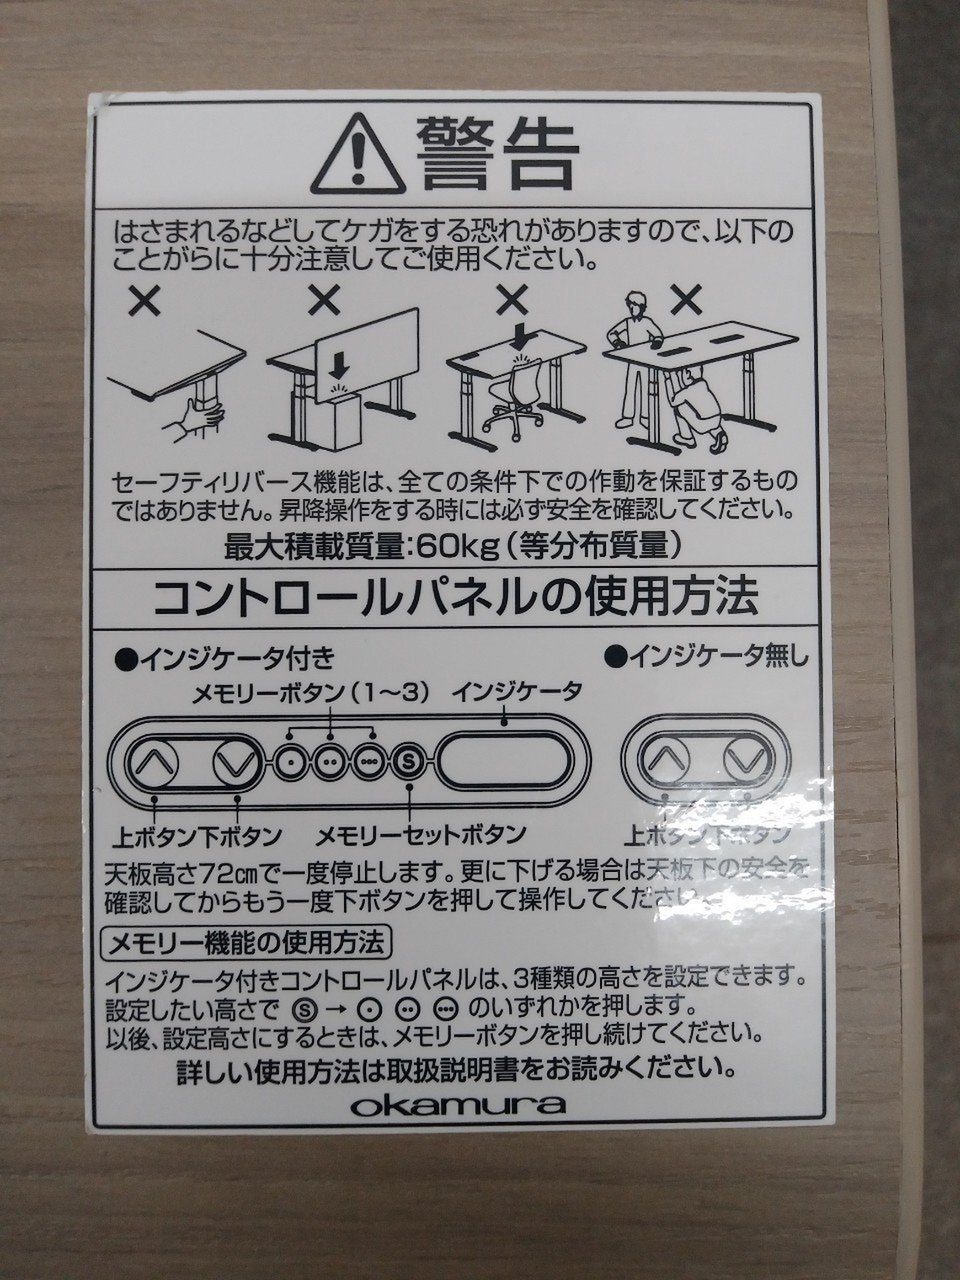 警告
はさまれるなどしてケガをする恐れがありますので、以下の
ことがらに十分注意してご使用ください。
セーフティリバース機能は、全ての条件下での作動を保証するもの
ではありません。昇降操作をする時には必ず安全を確認してください。
最大積載質量:60kg(等分布質量)
コントロールパネルの使用方法
●インジケータ付き
●インジケータ無し
メモリーボタン(1〜3) インジケータ
S
上ボタン下ボタン メモリーセットボタン
上ボタン下ボタン
天板高さ72cmで一度停止します。更に下げる場合は天板下の安全を
確認してからもう一度下ボタンを押して操作してください。
メモリー機能の使用方法
インジケータ付きコントロールパネルは、3種類の高さを設定できます。
設定したい高さで Ⓢ → ・ ・・ ・・・ のいずれかを押します。
以後、設定高さにするときは、メモリーボタンを押し続けてください。
詳しい使用方法は取扱説明書をお読みください。
okamura